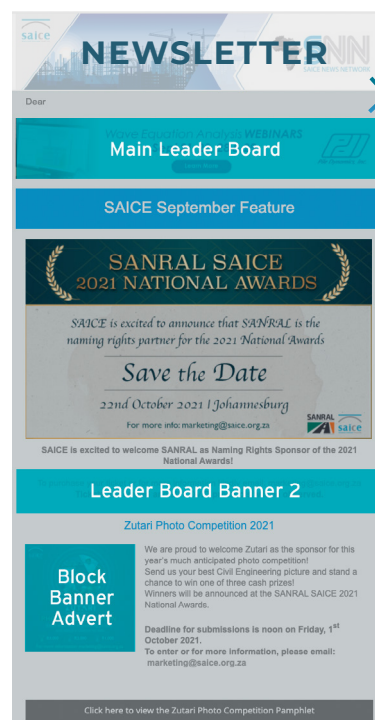 saice
NEWSLETTER
SNN
SAICE NEWS NETWORK
Dear
Wave Equation Analysis WEBINARS
Main Leader Board
SAICE September Feature
SANRAL SAICE
2021 NATIONAL AWARDS
SAICE is excited to announce that SANRAL is the
naming rights partner for the 2021 National Awards
Save the Date
22nd October 2021 | Johannesburg
For more info: marketing@saice.org.za
SANRAL
saice
SAICE is excited to welcome SANRAL as Naming Rights Sponsor of the 2021
National Awards!
Leader Board Banner 2
Zutari Photo Competition 2021
Block
Banner
Advert
We are proud to welcome Zutari as the sponsor for this
year's much anticipated photo competition!
Send us your best Civil Engineering picture and stand a
chance to win one of three cash prizes!
Winners will be announced at the SANRAL SAICE 2021
National Awards.
Deadline for submissions is noon on Friday, 1st
October 2021.
To enter or for more information, please email:
marketing@saice.org.za
Click here to view the Zutari Photo Competition Pamphlet